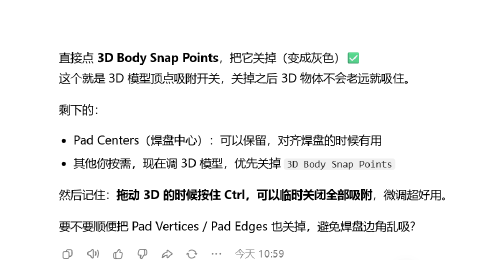 直接点 3D Body Snap Points，把它关掉（变成灰色）✅
这个就是 3D 模型顶点吸附开关，关掉之后 3D 物体不会老远就吸住。
剩下的：
• Pad Centers（焊盘中心）：可以保留，对齐焊盘的时候有用
• 其他你按需，现在调 3D 模型，优先关掉 3D Body Snap Points
然后记住：拖动 3D 的时候按住 Ctrl，可以临时关闭全部吸附，微调超好用。
要不要顺便把 Pad Vertices / Pad Edges 也关掉，避免焊盘边角乱吸？
今天 10:59